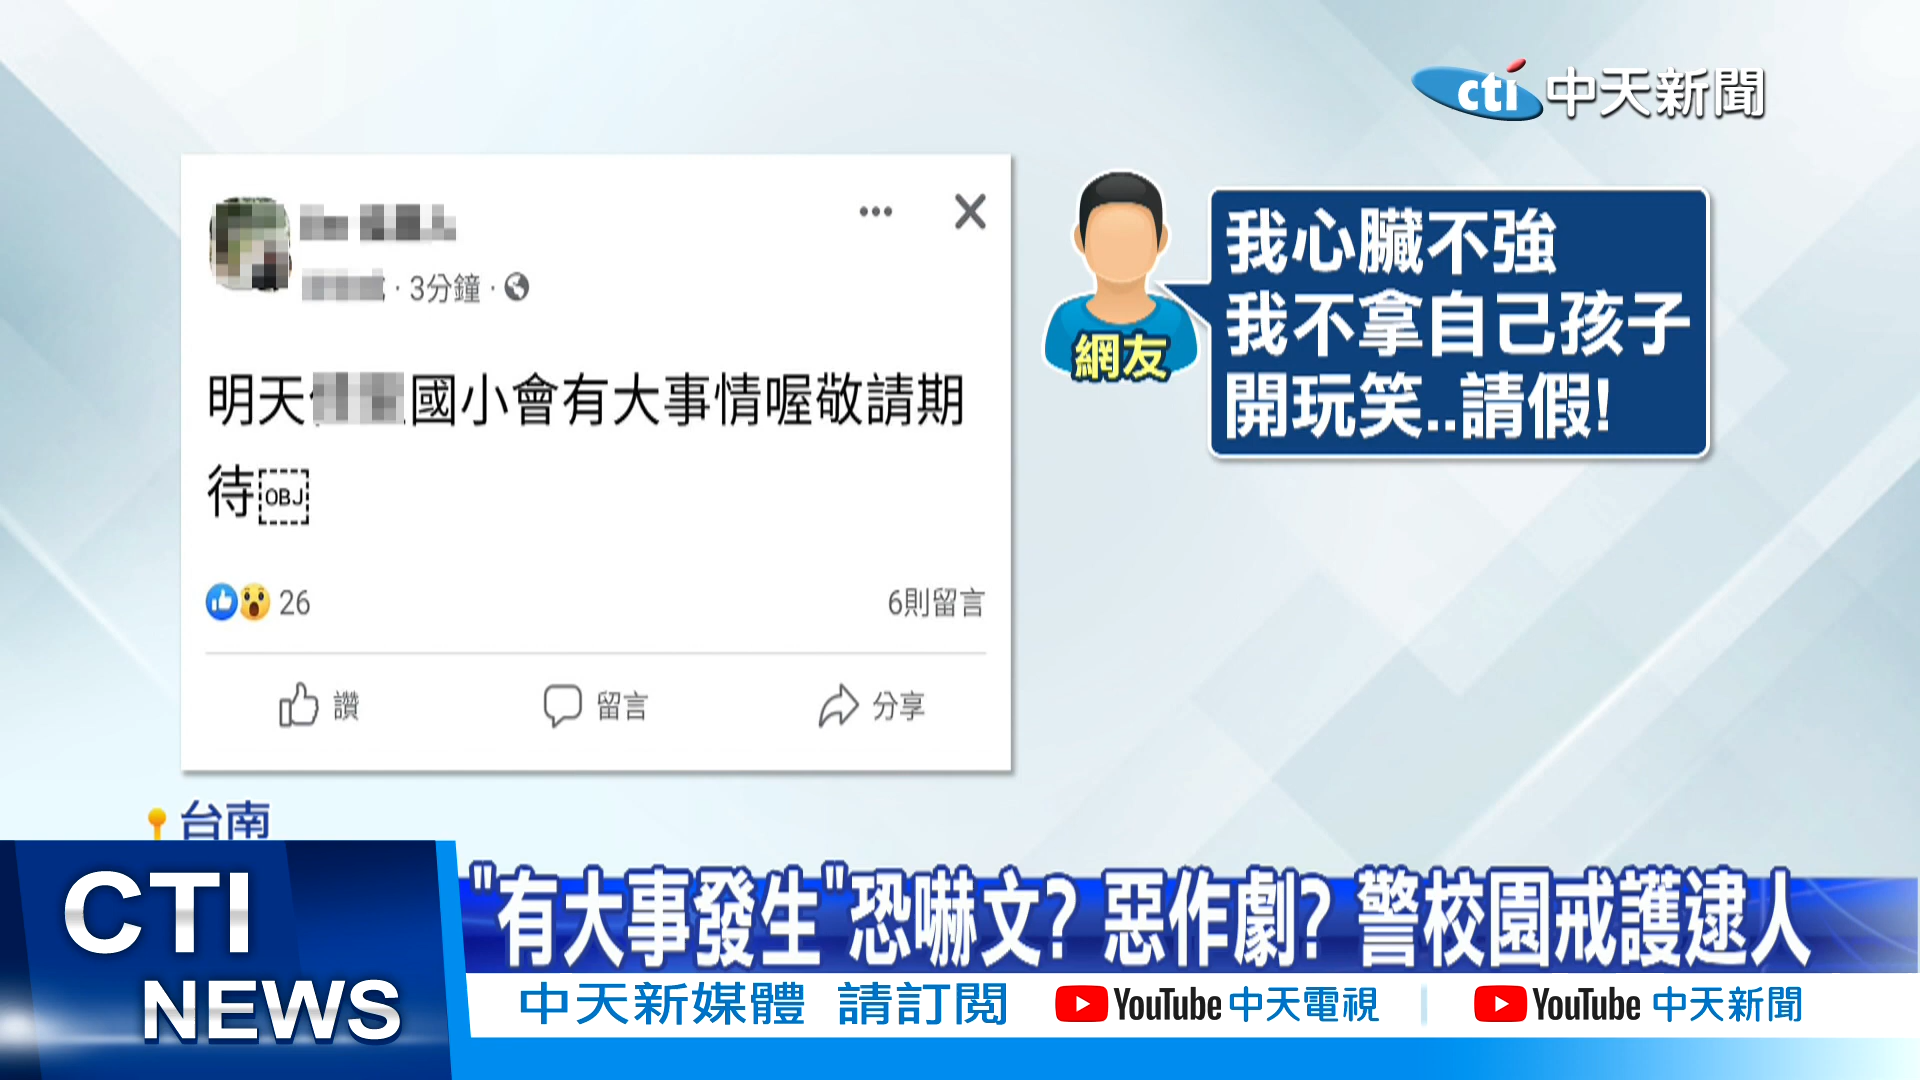 cti 中天新聞
3分鐘
明天國小會有大事情喔敬請期
待OBJ
26
6則留言
讚
留言
分享
網友
我心臟不強
我不拿自己孩子
開玩笑..請假!
台南
CTI
NEWS
"有大事發生"恐嚇文? 惡作劇? 警校園戒護逮人
中天新媒體 請訂閱 YouTube 中天電視 | YouTube 中天新聞